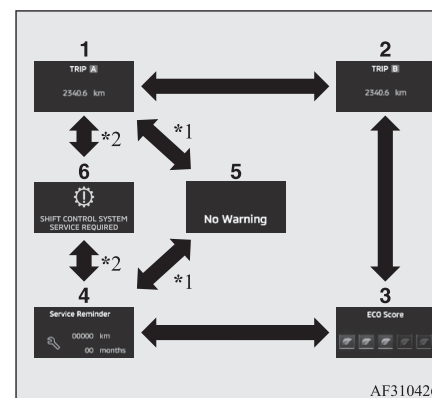 1
TRIP A
2340.6 km
2
TRIP B
2340.6 km
*2
*1
6
SHIFT CONTROL SYSTEM
SERVICE REQUIRED
5
No Warning
*2
*1
4
Service Reminder
00000 km
00 months
3
ECO Score